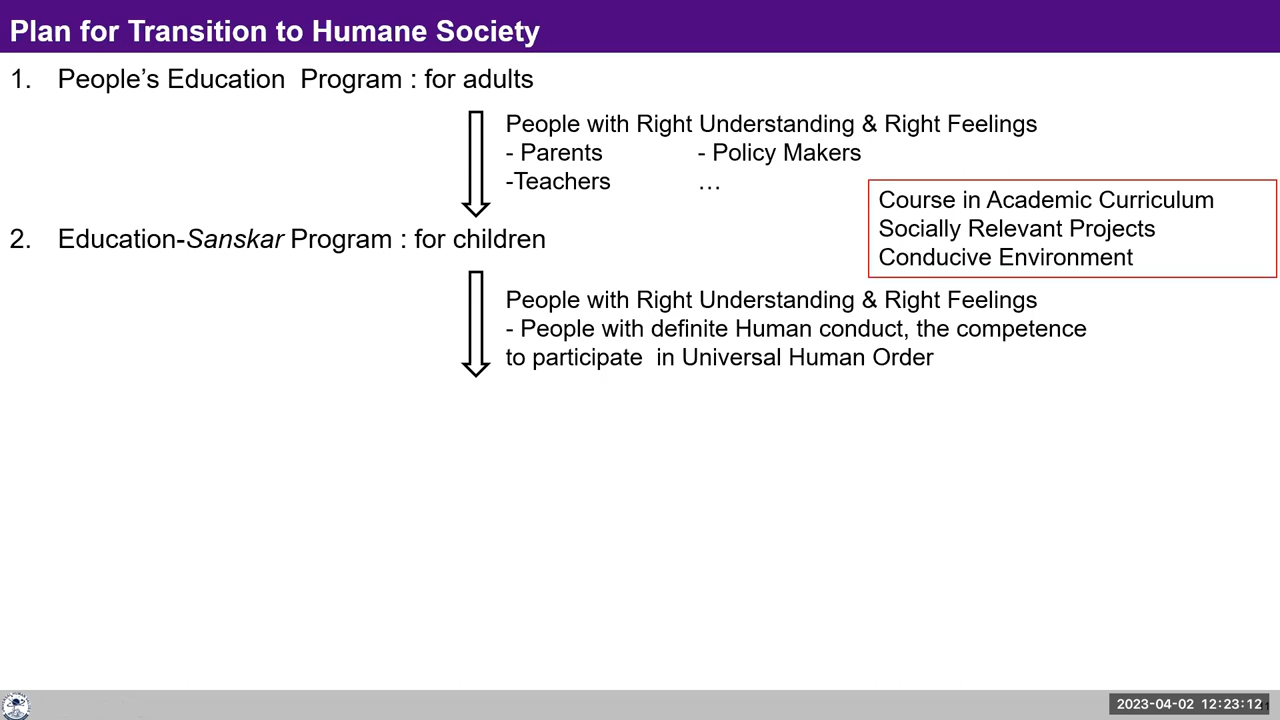 Plan for Transition to Humane Society
1. People’s Education Program : for adults
People with Right Understanding & Right Feelings
- Parents - Policy Makers
-Teachers …
Course in Academic Curriculum
Socially Relevant Projects
Conducive Environment
2. Education-Sanskar Program : for children
People with Right Understanding & Right Feelings
- People with definite Human conduct, the competence
to participate in Universal Human Order
2023-04-02 12:23:12